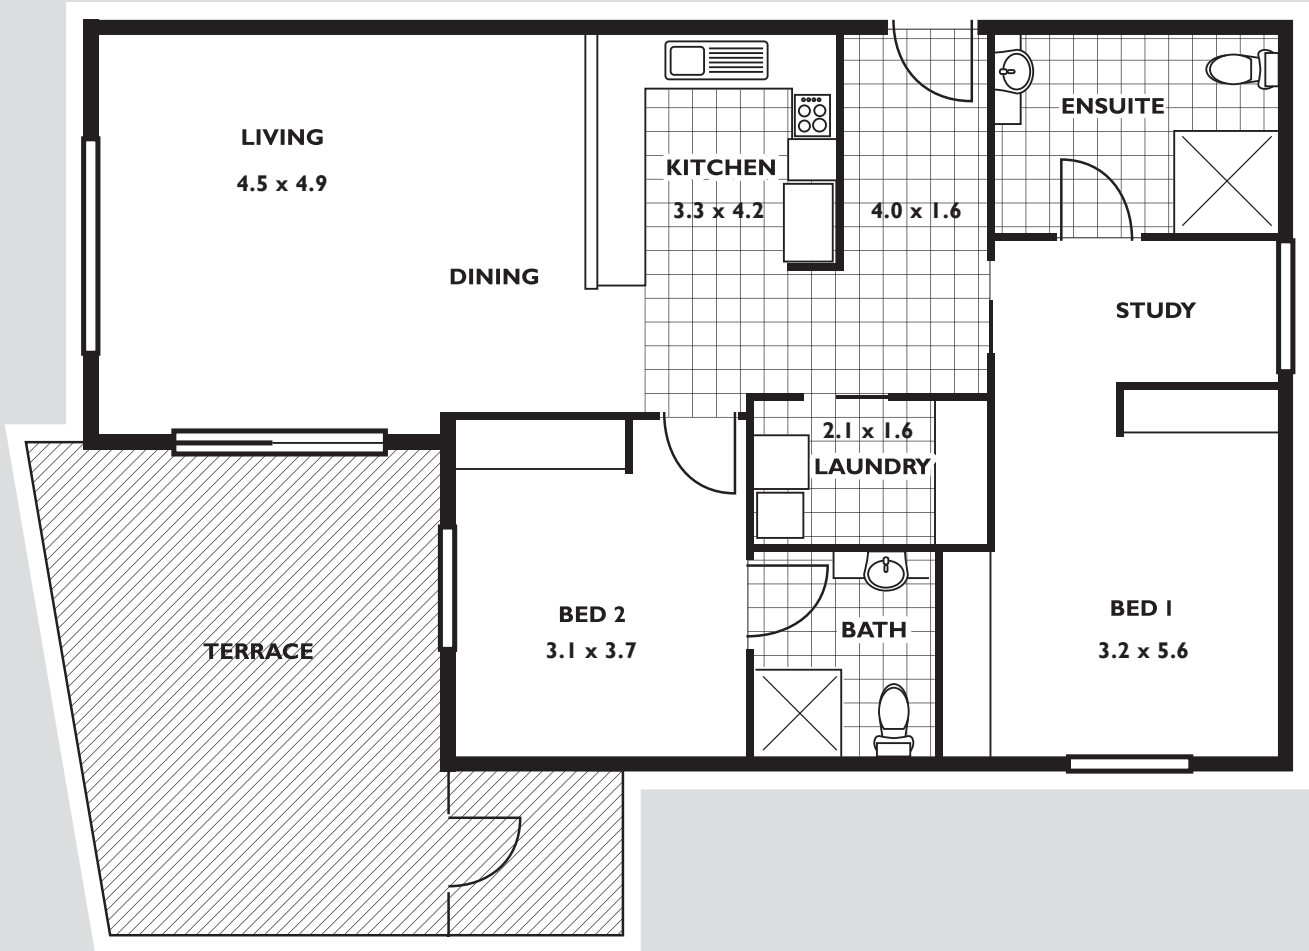 LIVING
4.5 x 4.9
DINING
KITCHEN
3.3 x 4.2
4.0 x 1.6
ENSUITE
STUDY
2.1 x 1.6
LAUNDRY
BED 2
3.1 x 3.7
BATH
BED 1
3.2 x 5.6
TERRACE